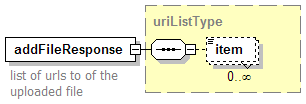 uriListType
addFileResponse
item
list of urls to of the
uploaded file
0..∞